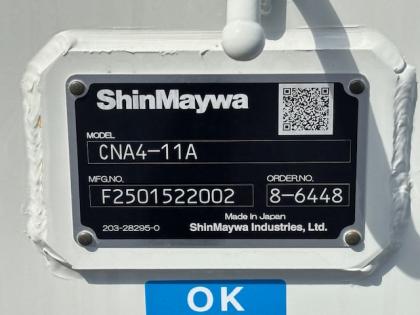 ShinMaywa
MODEL
CNA4-11A
MFG.NO. ORDER.NO.
F2501522002 8-6448
Made in Japan
203-28295-0 ShinMaywa Industries, Ltd.
OK